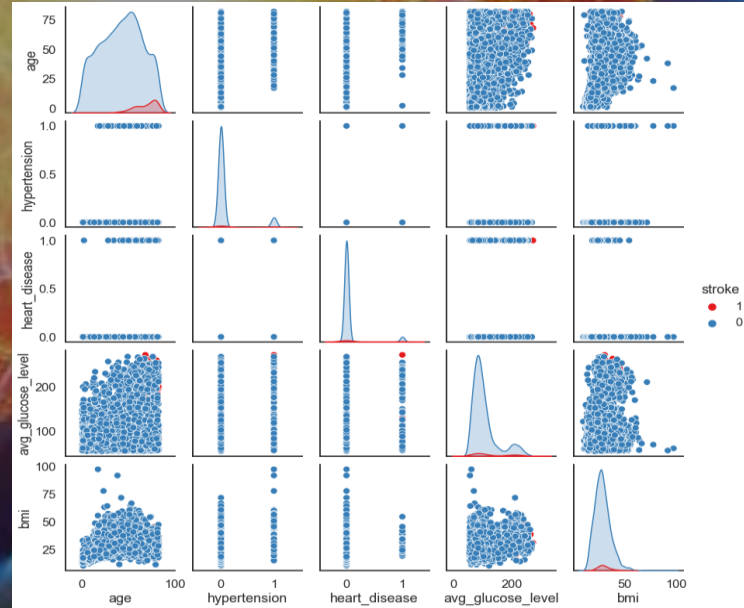 75
50
25
0
age
1.0
0.5
0.0
hypertension
1.0
0.5
0.0
heart_disease
200
100
avg_glucose_level
100
75
50
25
bmi
0 100
age
0 1
hypertension
0 1
heart_disease
0 200
avg_glucose_level
50 100
bmi
stroke
1
0